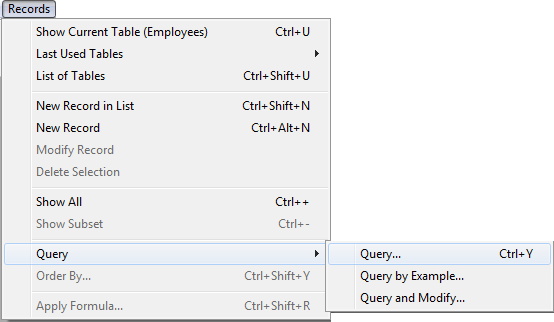 Records
Show Current Table (Employees) Ctrl+U
Last Used Tables
List of Tables Ctrl+Shift+U
New Record in List Ctrl+Shift+N
New Record Ctrl+Alt+N
Modify Record
Delete Selection
Show All Ctrl++
Show Subset Ctrl+-
Query Query... Ctrl+Y
Order By... Ctrl+Shift+Y Query by Example...
Query and Modify...
Apply Formula... Ctrl+Shift+R